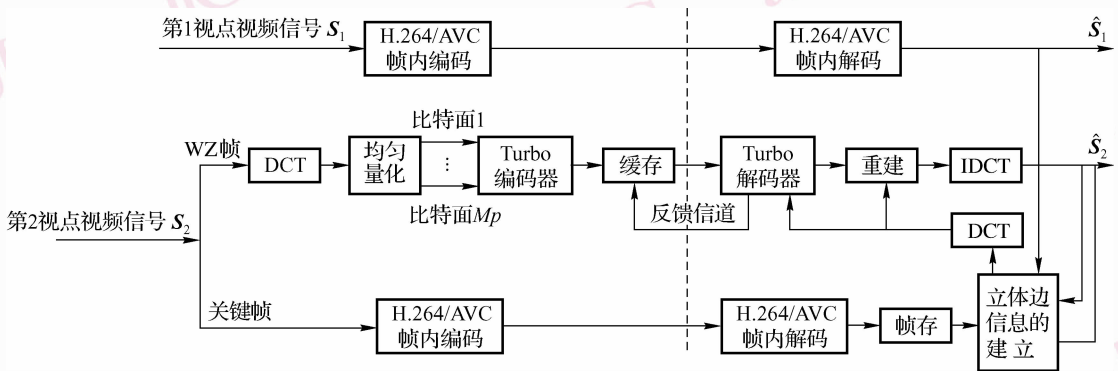 第1视点视频信号 S₁
H.264/AVC
帧内编码
H.264/AVC
帧内解码
Ŝ₁
WZ帧
DCT
均匀
量化
比特面1
⋮
比特面Mp
Turbo
编码器
缓存
Turbo
解码器
反馈信道
重建
IDCT
Ŝ₂
DCT
第2视点视频信号 S₂
关键帧
H.264/AVC
帧内编码
H.264/AVC
帧内解码
帧存
立体边
信息的
建 立